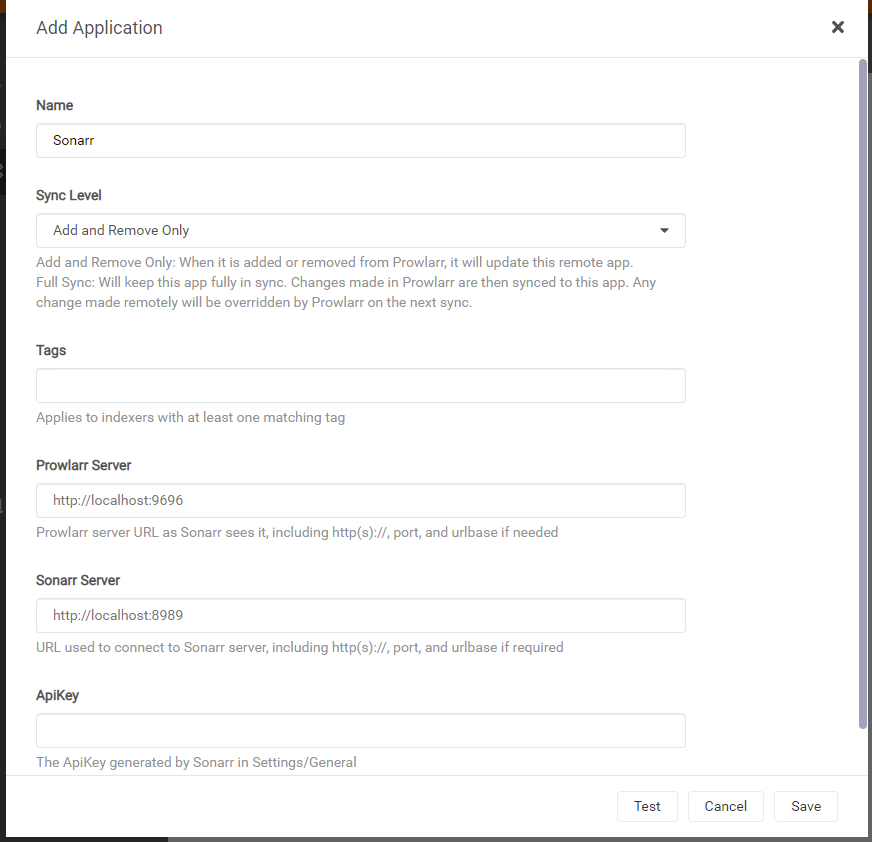 Add Application
Name
Sonarr
Sync Level
Add and Remove Only
Add and Remove Only: When it is added or removed from Prowlarr, it will update this remote app.
Full Sync: Will keep this app fully in sync. Changes made in Prowlarr are then synced to this app. Any
change made remotely will be overridden by Prowlarr on the next sync.
Tags
Applies to indexers with at least one matching tag
Prowlarr Server
http://localhost:9696
Prowlarr server URL as Sonarr sees it, including http(s)://, port, and urlbase if needed
Sonarr Server
http://localhost:8989
URL used to connect to Sonarr server, including http(s)://, port, and urlbase if required
ApiKey
The ApiKey generated by Sonarr in Settings/General
Test Cancel Save